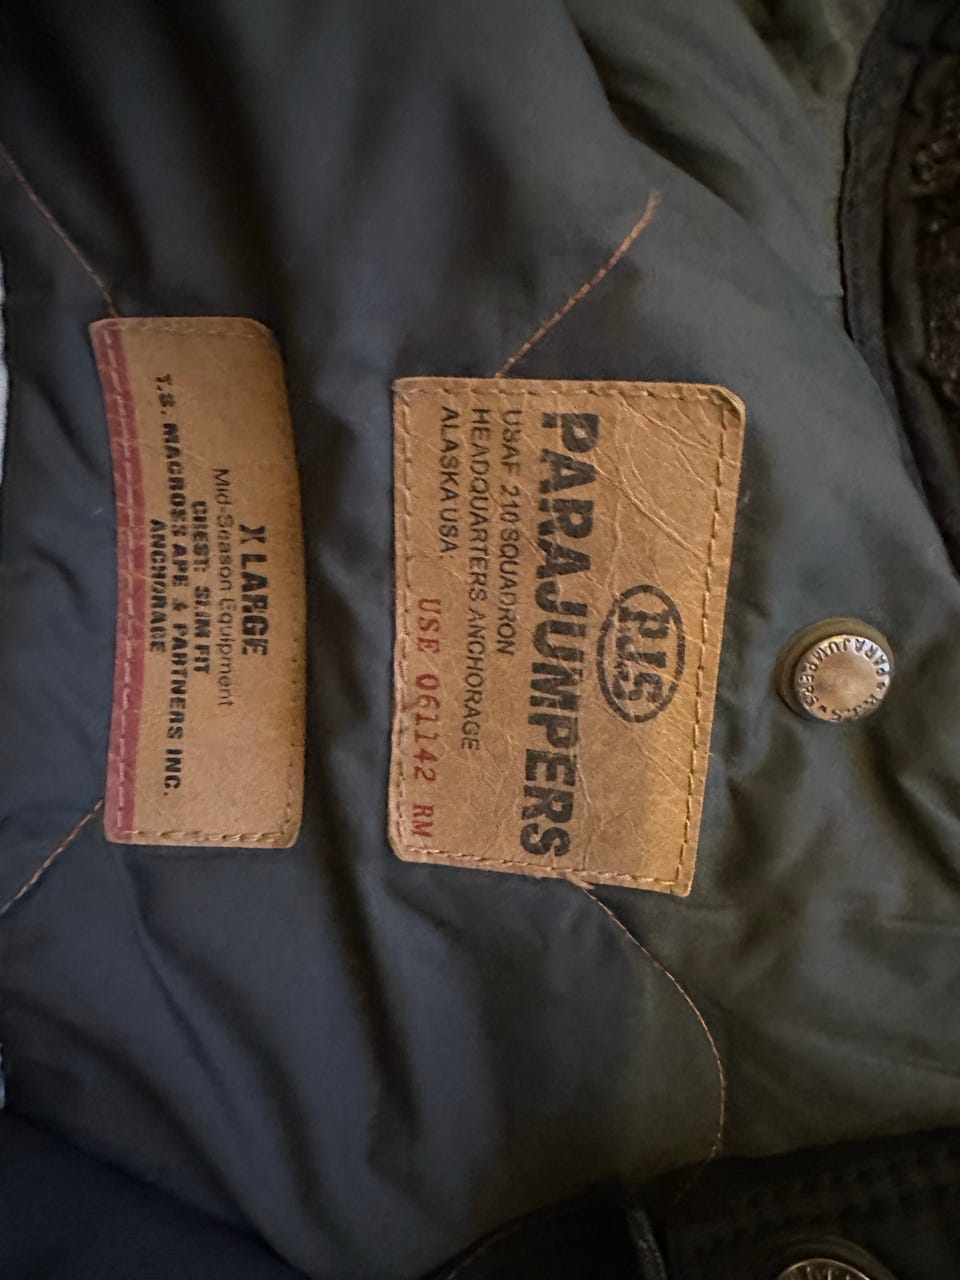 PJS
PARAJUMPERS
USAF 210 SQUADRON
HEADQUARTERS ANCHORAGE
ALASKA USA.
USE 061142 RM
X LARGE
Mid-Season Equipment
CHEST: SLIM FIT
T.S. MACROSS APE & PARTNERS INC.
ANCHORAGE
PARAJUMPERS
P.J.S